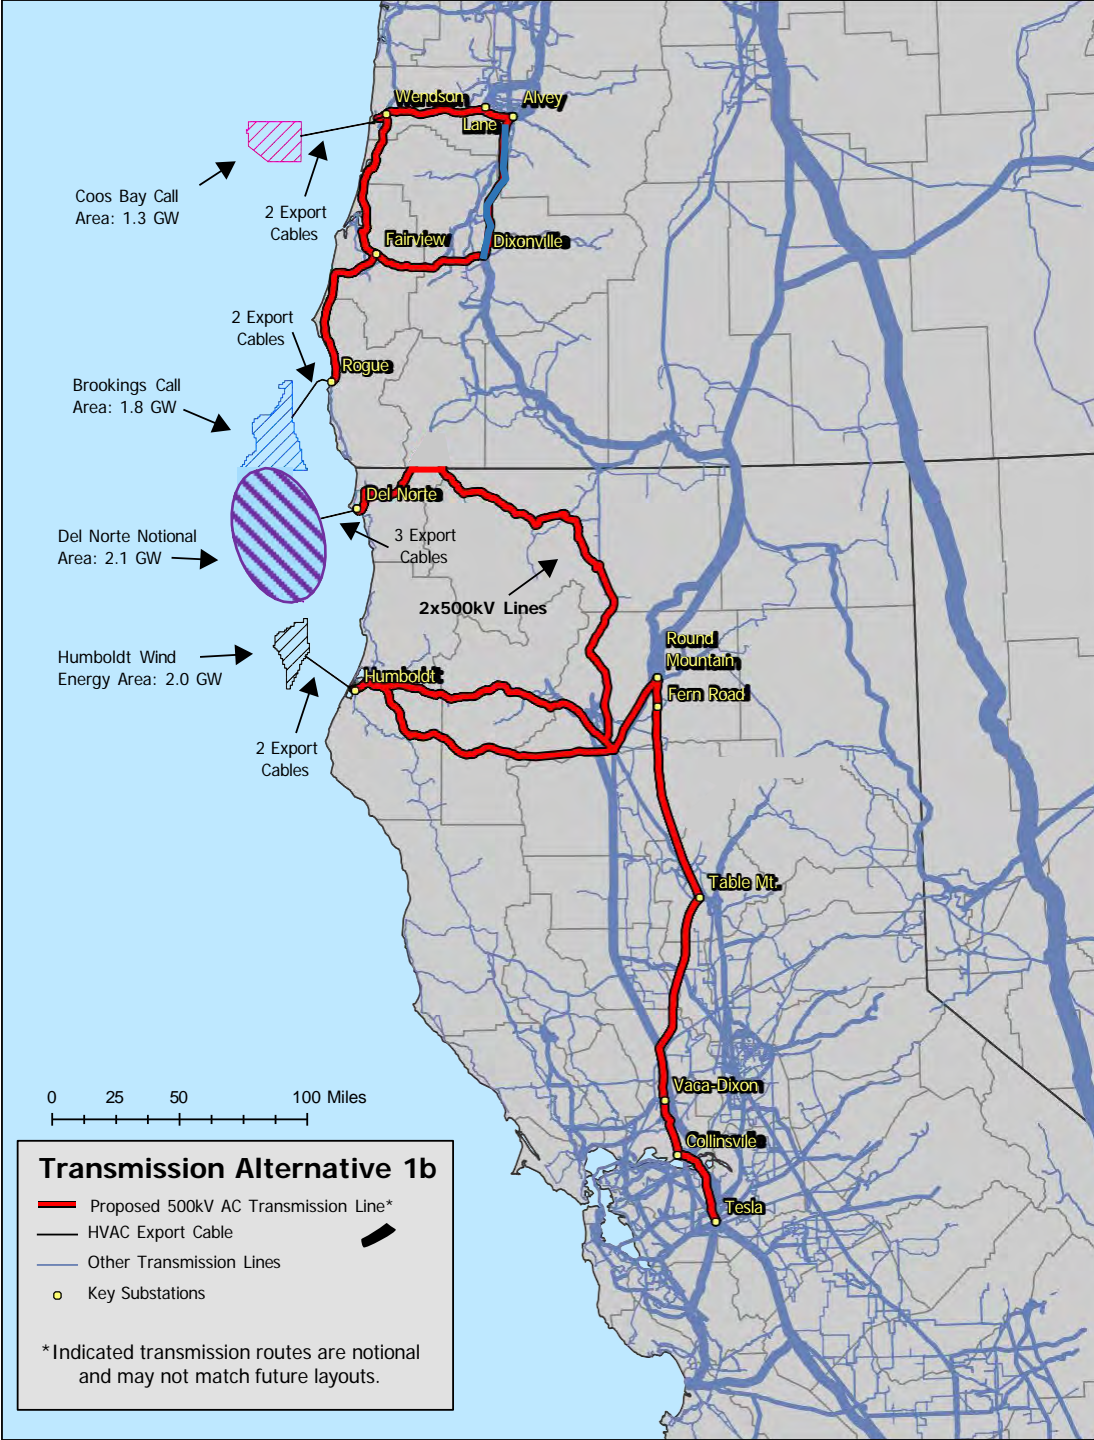 Wendson
Alvey
Lane
Coos Bay Call
Area: 1.3 GW
2 Export
Cables
Fairview
Dixonville
2 Export
Cables
Rogue
Brookings Call
Area: 1.8 GW
Del Norte
Del Norte Notional
Area: 2.1 GW
3 Export
Cables
2x500kV Lines
Round
Mountain
Humboldt Wind
Energy Area: 2.0 GW
Humboldt
Fern Road
2 Export
Cables
Table Mt.
Vaca-Dixon
Collinsvile
Tesla
0 25 50 100 Miles
Transmission Alternative 1b
Proposed 500kV AC Transmission Line*
HVAC Export Cable
Other Transmission Lines
Key Substations
*Indicated transmission routes are notional
and may not match future layouts.